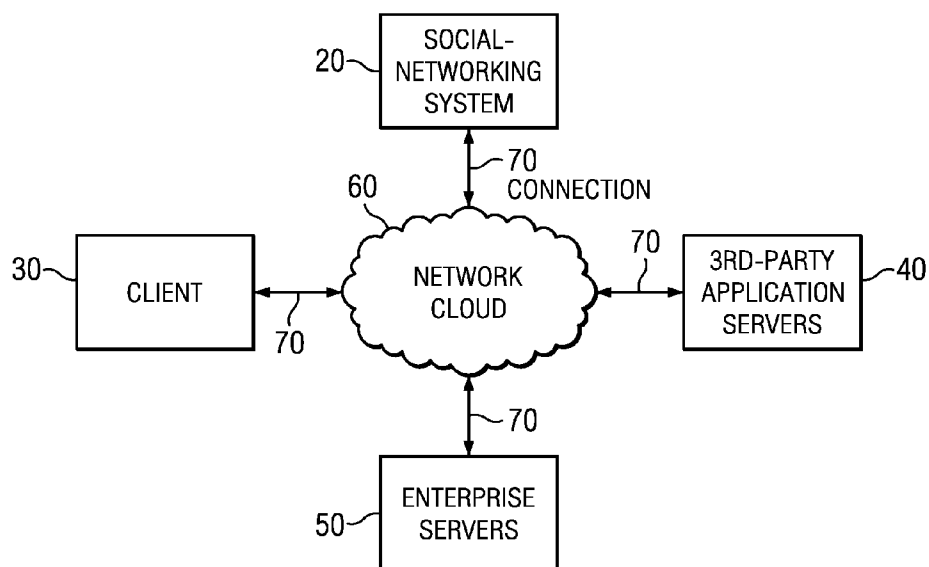 20
SOCIAL-
NETWORKING
SYSTEM
70
CONNECTION
60
30
CLIENT
70
NETWORK
CLOUD
70
3RD-PARTY
APPLICATION
SERVERS
40
70
50
ENTERPRISE
SERVERS